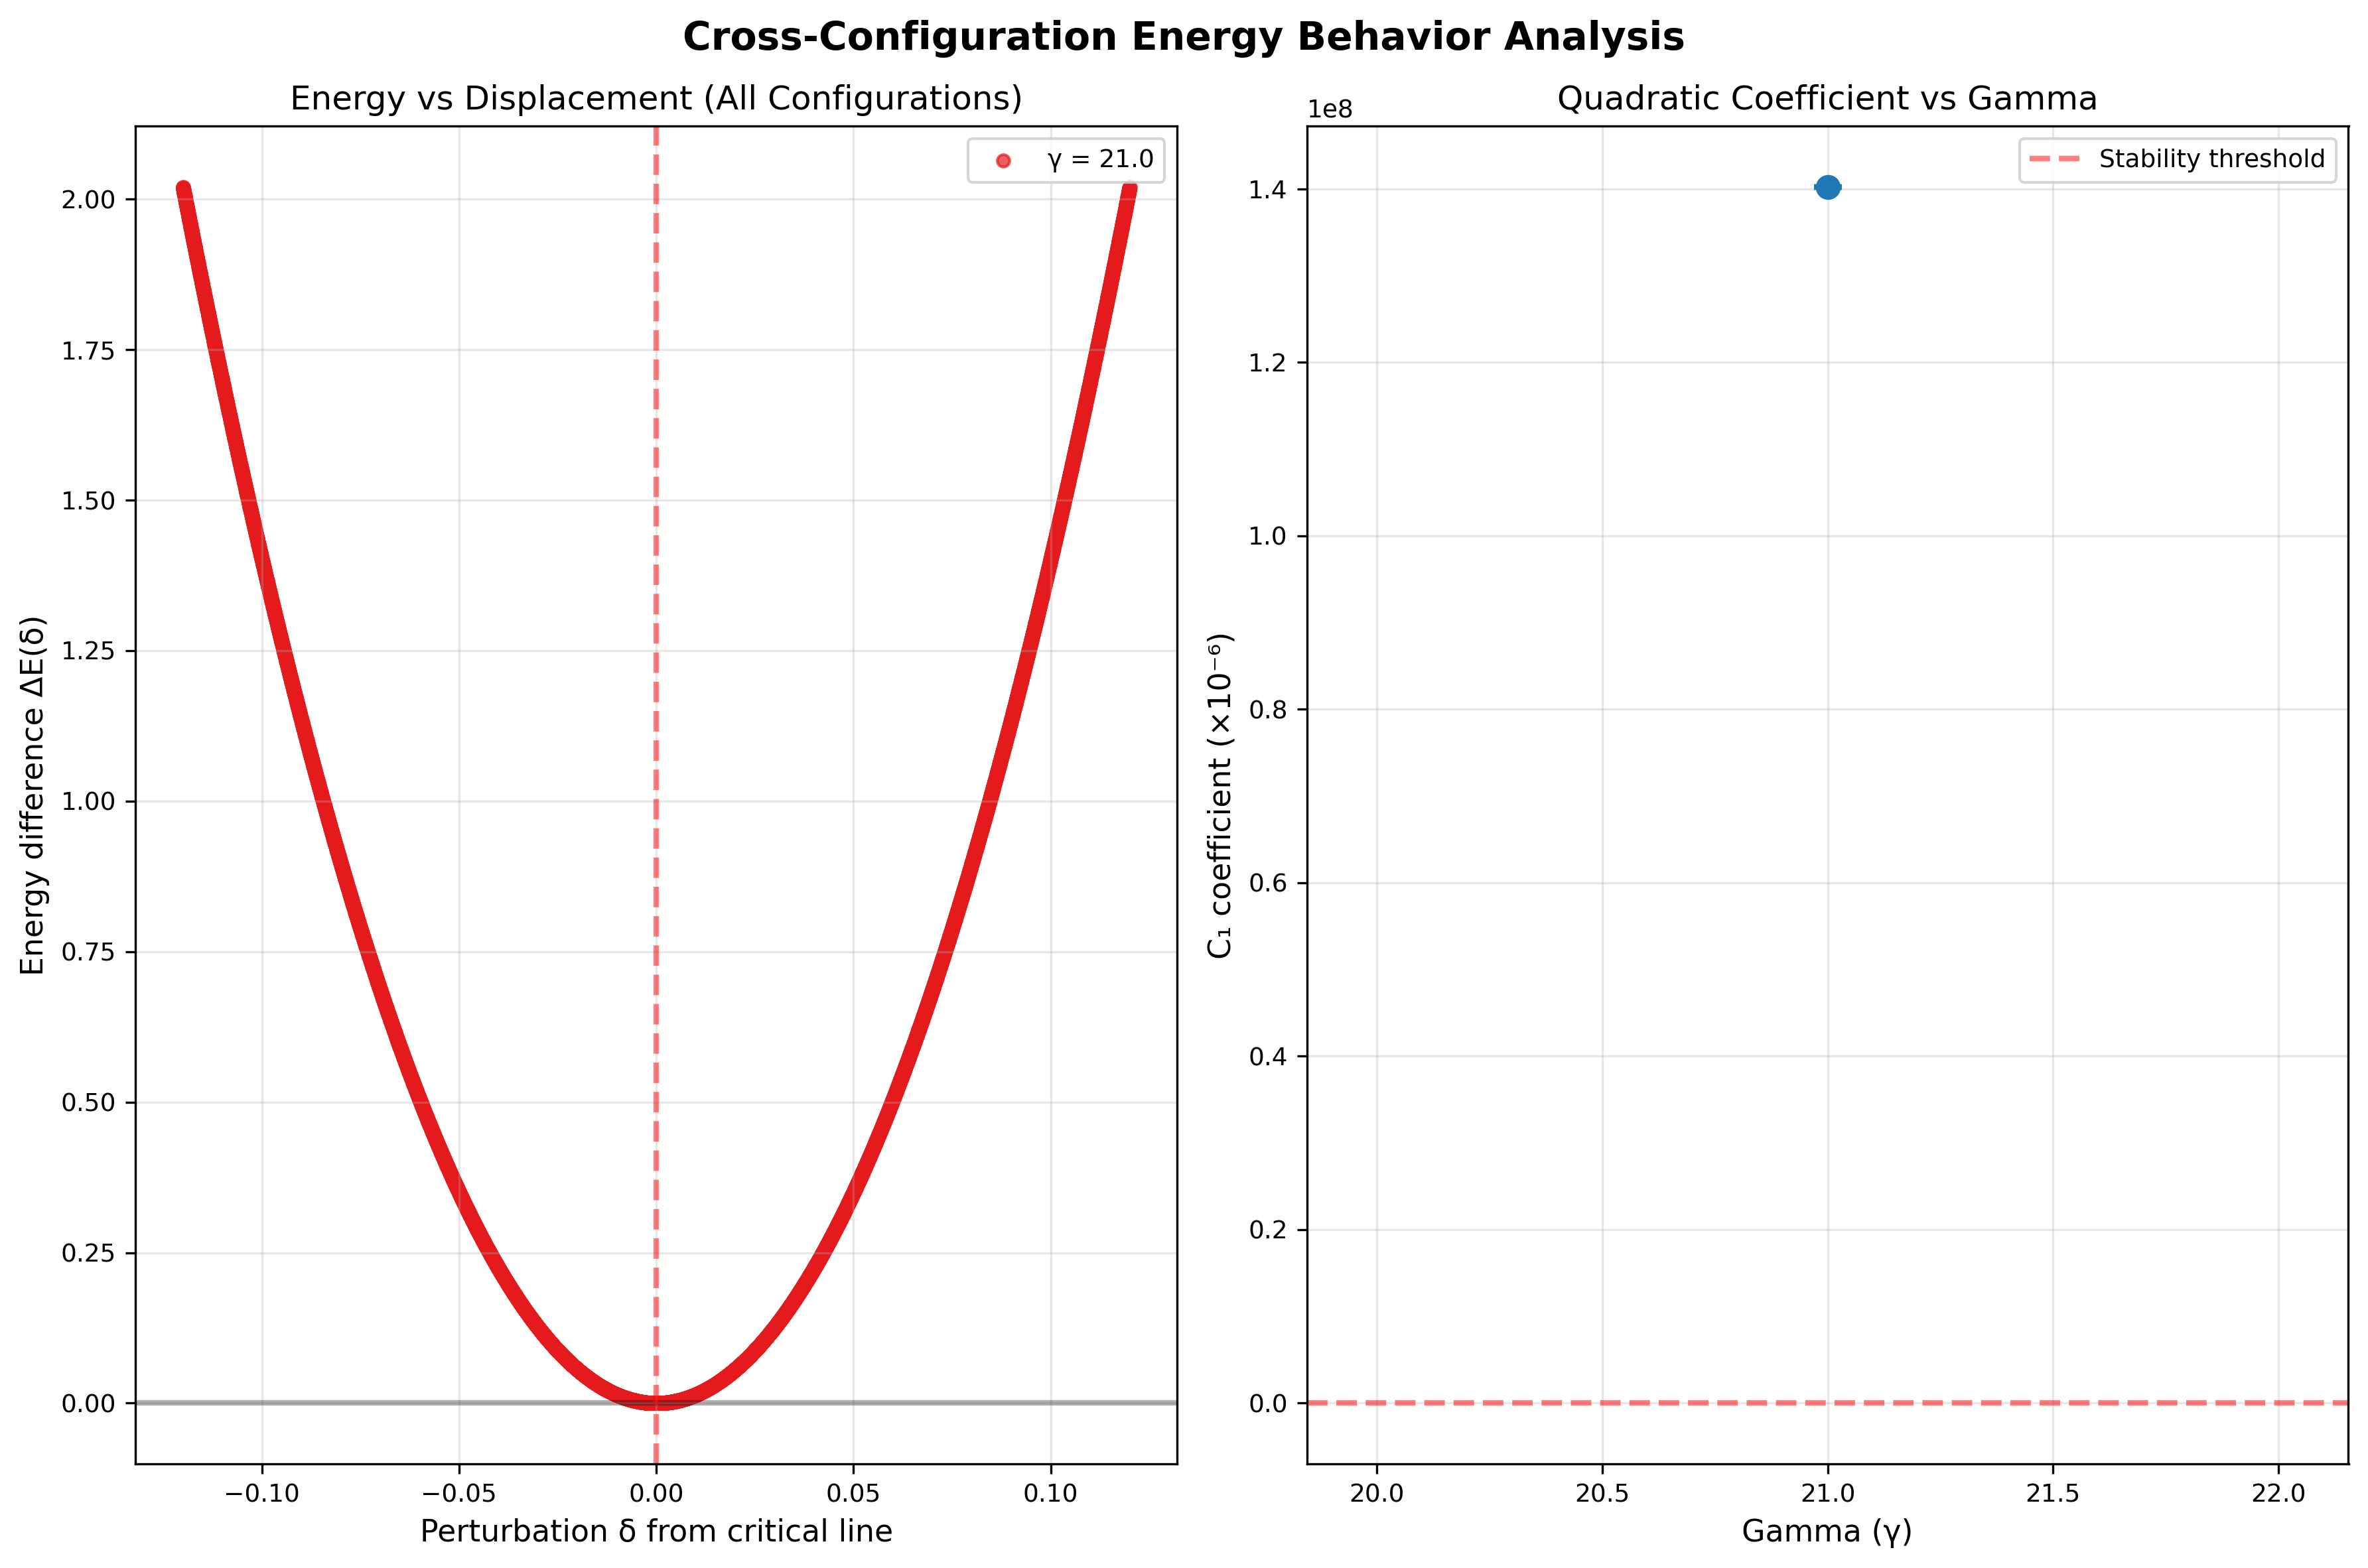 Cross-Configuration Energy Behavior Analysis
Energy vs Displacement (All Configurations)
γ = 21.0
2.00
1.75
1.50
1.25
1.00
0.75
0.50
0.25
0.00
Energy difference ΔE(δ)
−0.10
−0.05
0.00
0.05
0.10
Perturbation δ from critical line
Quadratic Coefficient vs Gamma
1e8
Stability threshold
1.4
1.2
1.0
0.8
0.6
0.4
0.2
0.0
C₁ coefficient (×10⁻⁶)
20.0
20.5
21.0
21.5
22.0
Gamma (γ)